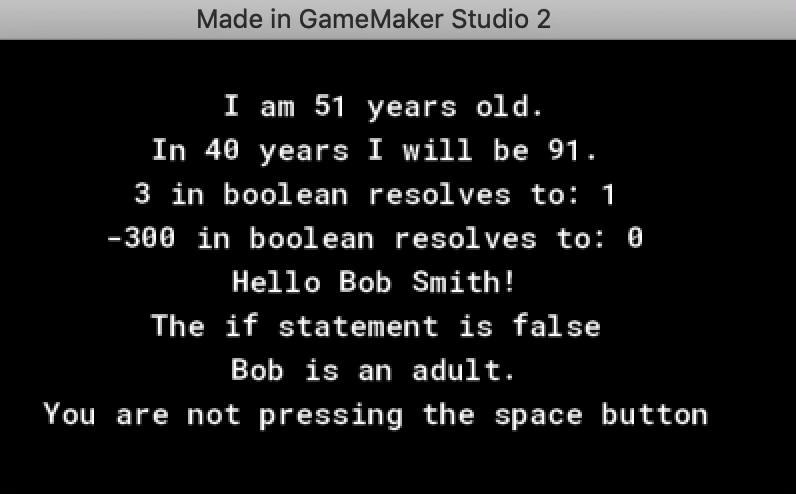 Made in GameMaker Studio 2
I am 51 years old.
In 40 years I will be 91.
3 in boolean resolves to: 1
-300 in boolean resolves to: 0
Hello Bob Smith!
The if statement is false
Bob is an adult.
You are not pressing the space button